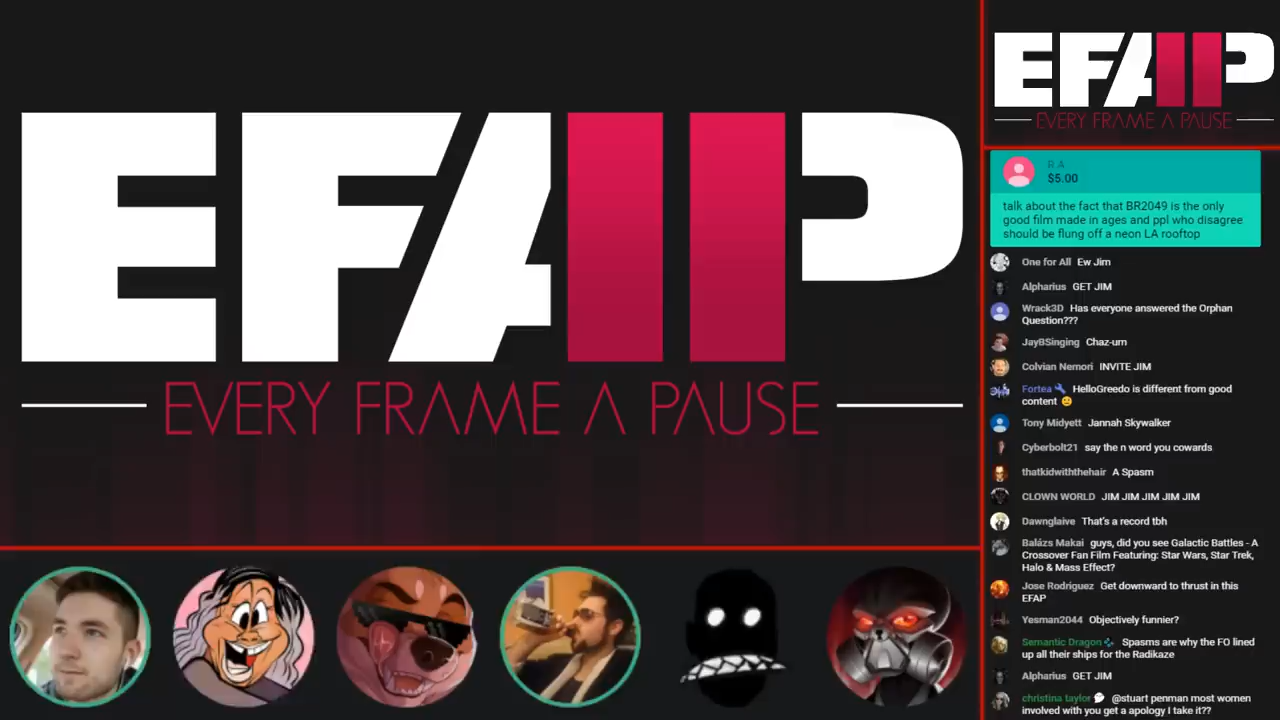 EFAP
EVERY FRAME A PAUSE
EFAP
EVERY FRAME A PAUSE
R A
$5.00
talk about the fact that BR2049 is the only
good film made in ages and ppl who disagree
should be flung off a neon LA rooftop
One for All Ew Jim
Alpharius GET JIM
Wrack3D Has everyone answered the Orphan
Question???
JayBSinging Chaz-um
Colvian Nemori INVITE JIM
Fortea HelloGreedo is different from good
content
Tony Midyett Jannah Skywalker
Cyberbolt21 say the n word you cowards
thatkidwiththehair A Spasm
CLOWN WORLD JIM JIM JIM JIM JIM
Dawnglaive That's a record tbh
Balázs Makai guys, did you see Galactic Battles - A
Crossover Fan Film Featuring: Star Wars, Star Trek,
Halo & Mass Effect?
Jose Rodriguez Get downward to thrust in this
EFAP
Yesman2044 Objectively funnier?
Semantic Dragon Spasms are why the FO lined
up all their ships for the Radikaze
Alpharius GET JIM
christina taylor @stuart penman most women
involved with you get a apology I take it??